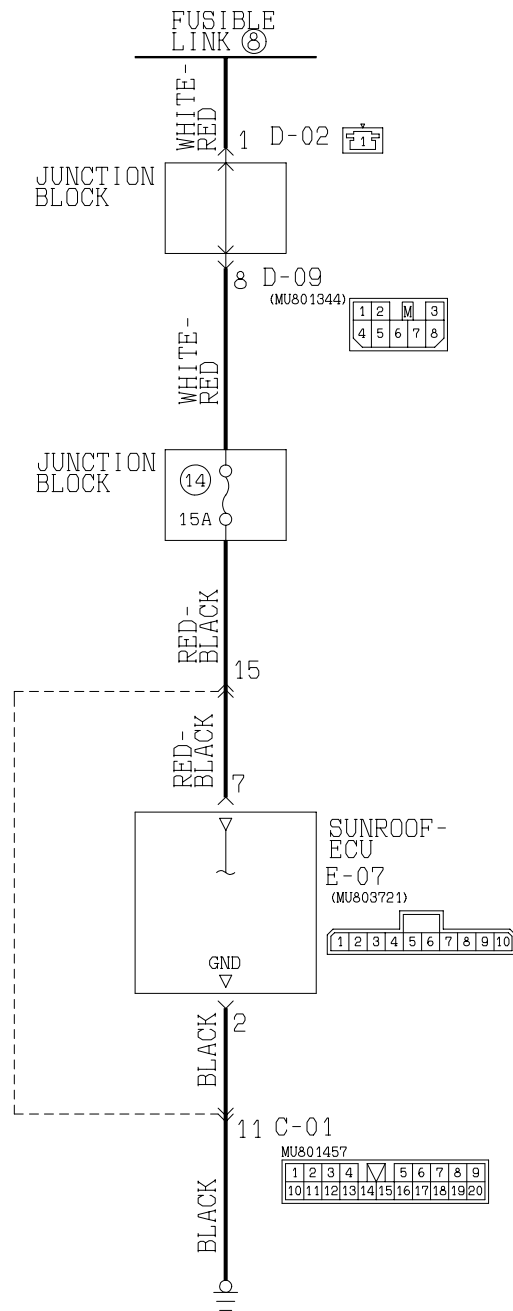 FUSIBLE
LINK ⑧
WHITE-
RED
1 D-02
1
JUNCTION
BLOCK
8 D-09
(MU801344)
1 2 M 3
4 5 6 7 8
WHITE-
RED
JUNCTION
BLOCK
⑭
15A
RED-
BLACK
15
RED-
BLACK
7
SUNROOF-
ECU
E-07
(MU803721)
1 2 3 4 5 6 7 8 9 10
GND
2
BLACK
11 C-01
MU801457
1 2 3 4 5 6 7 8 9
10 11 12 13 14 15 16 17 18 19 20
BLACK